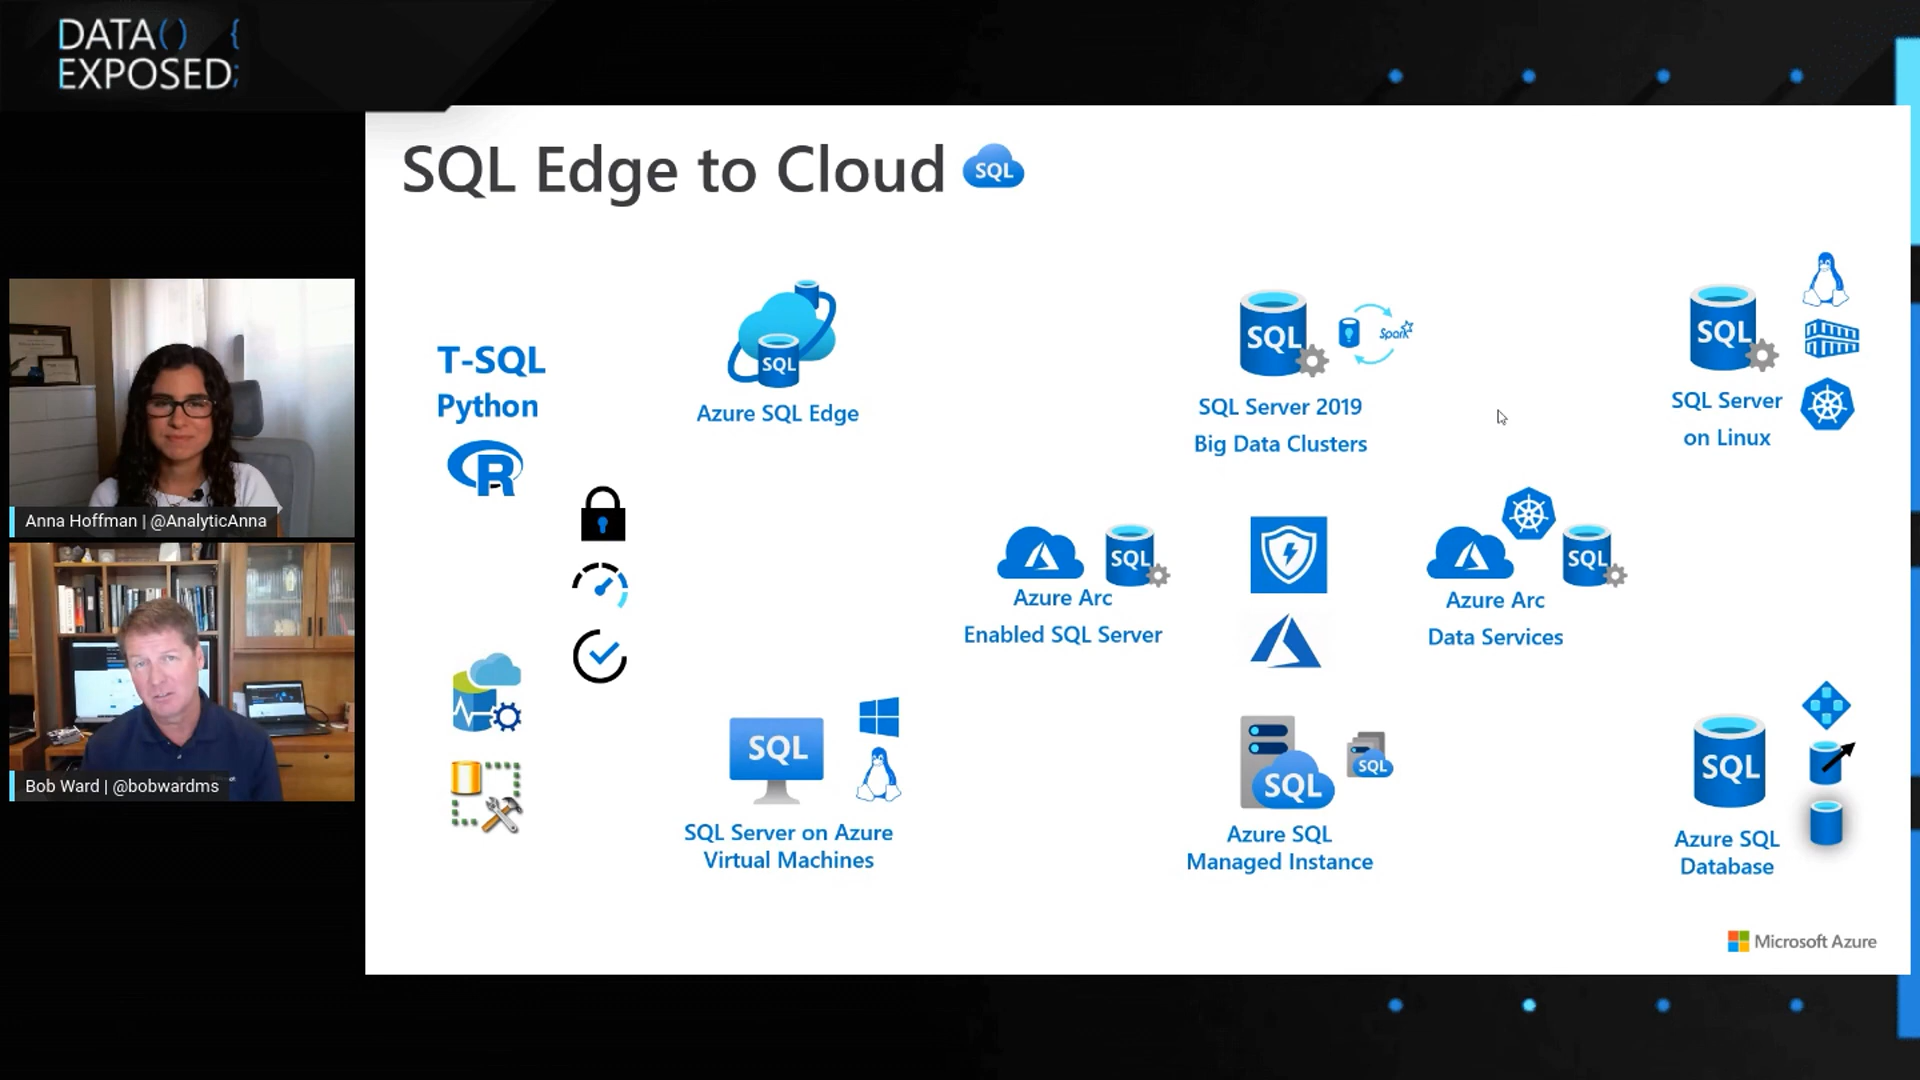 DATA() {
EXPOSED;
SQL Edge to Cloud
SQL
T-SQL
Python
R
SQL
Azure SQL Edge
SQL
Spark
SQL Server 2019
Big Data Clusters
SQL
SQL Server
on Linux
SQL
Azure Arc
Enabled SQL Server
SQL
Azure Arc
Data Services
SQL
SQL Server on Azure
Virtual Machines
SQL
SQL
Azure SQL
Managed Instance
SQL
Azure SQL
Database
Microsoft Azure
Anna Hoffman | @AnalyticAnna
Bob Ward | @bobwardms